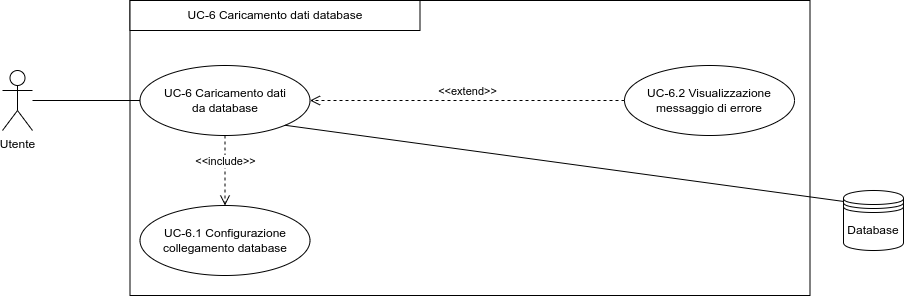 UC-6 Caricamento dati database
UC-6 Caricamento dati
da database
<<extend>>
UC-6.2 Visualizzazione
messaggio di errore
Utente
<<include>>
UC-6.1 Configurazione
collegamento database
Database